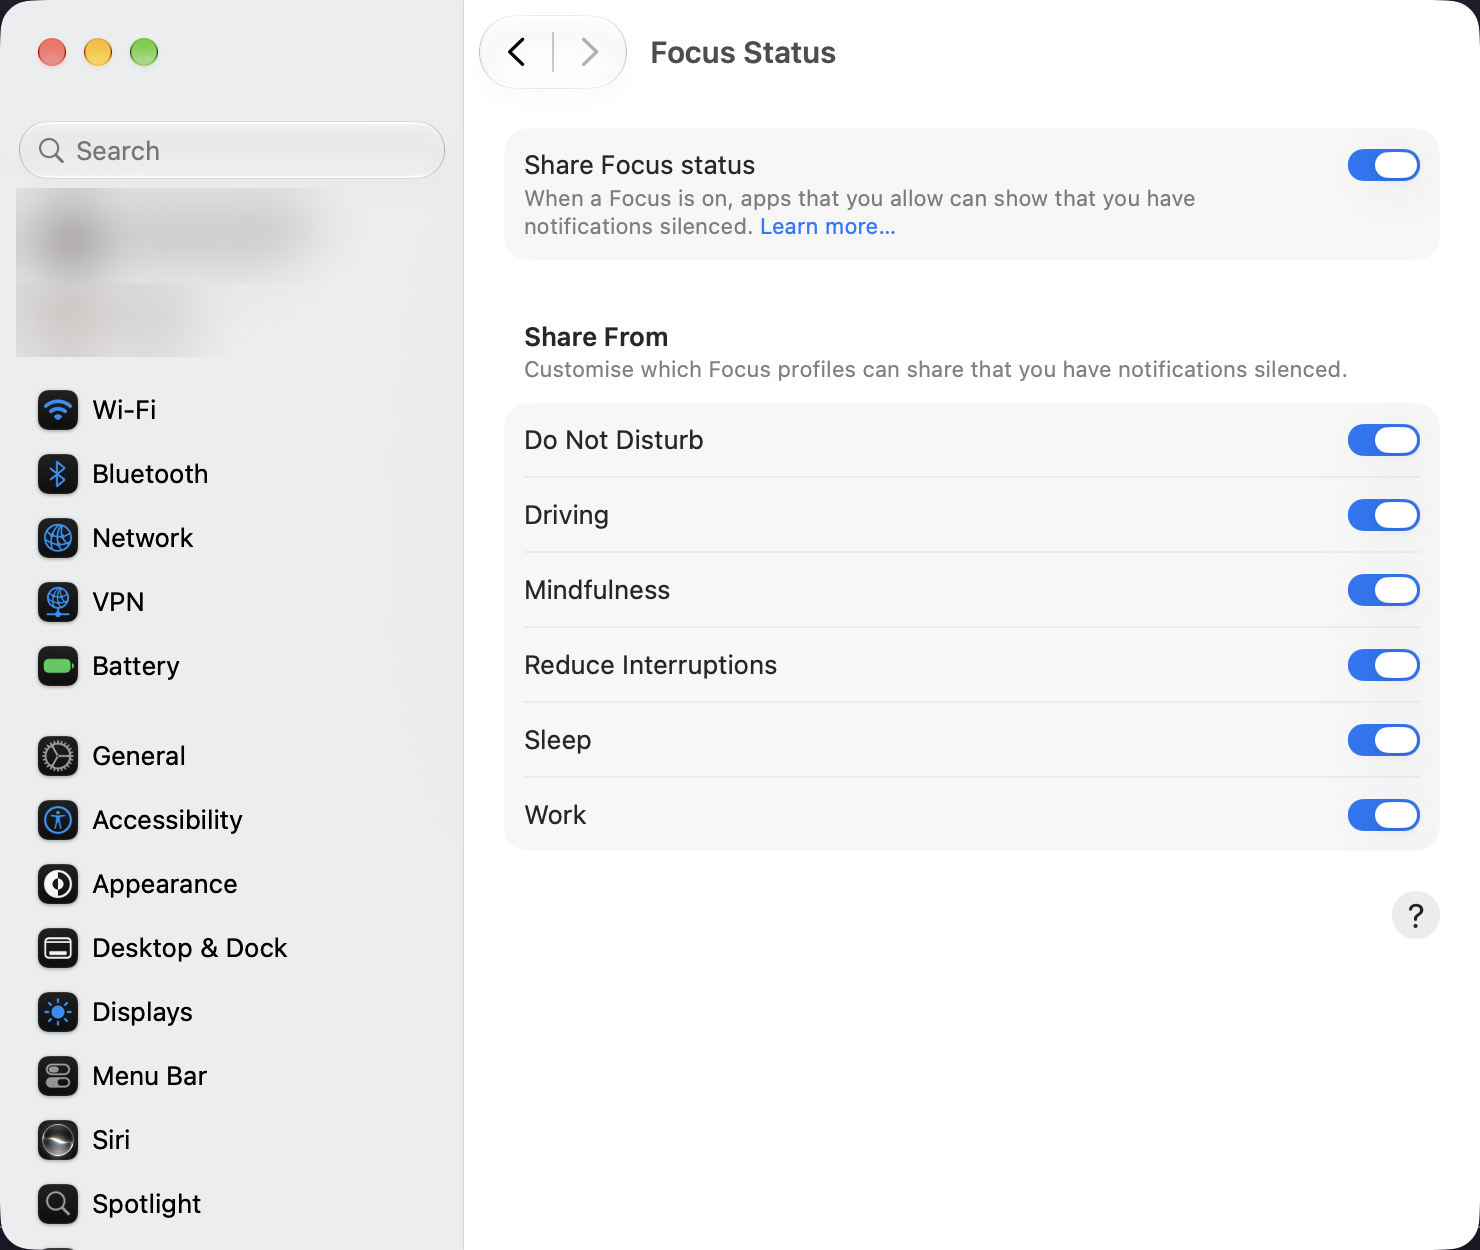 Search
Wi-Fi
Bluetooth
Network
VPN
Battery
General
Accessibility
Appearance
Desktop & Dock
Displays
Menu Bar
Siri
Spotlight
Focus Status
Share Focus status
When a Focus is on, apps that you allow can show that you have
notifications silenced. Learn more...
Share From
Customise which Focus profiles can share that you have notifications silenced.
Do Not Disturb
Driving
Mindfulness
Reduce Interruptions
Sleep
Work
?